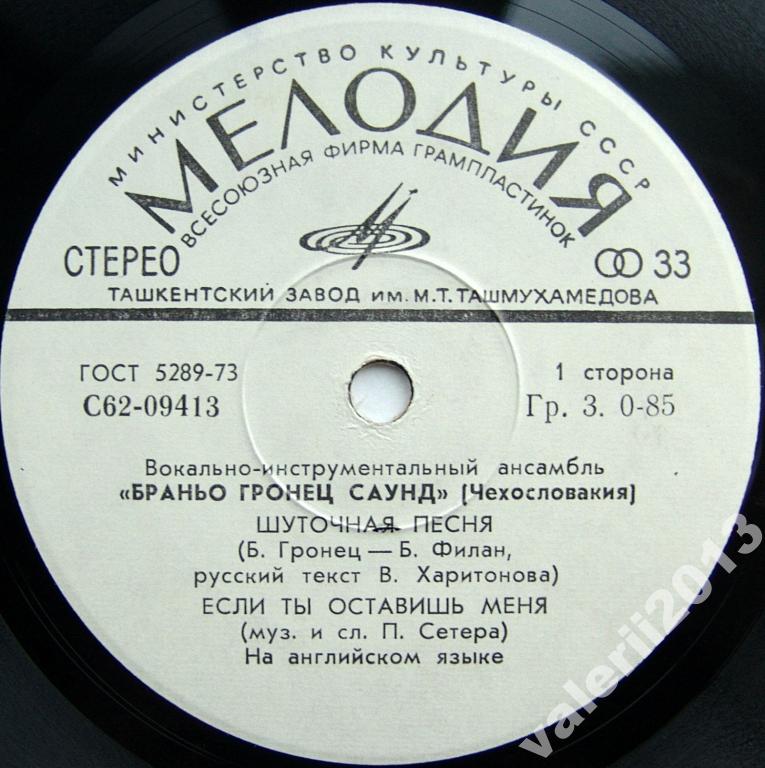 МИНИСТЕРСТВО КУЛЬТУРЫ СССР
МЕЛОДИЯ
ВСЕСОЮЗНАЯ ФИРМА ГРАМПЛАСТИНОК
СТЕРЕО
33
ТАШКЕНТСКИЙ ЗАВОД ИМ. М.Т. ТАШМУХАМЕДОВА
ГОСТ 5289-73
1 сторона
С62-09413
Гр. 3. 0-85
Вокально-инструментальный ансамбль
«БРАНЬО ГРОНЕЦ САУНД» (Чехословакия)
ШУТОЧНАЯ ПЕСНЯ
(Б. Гронец — Б. Филан,
русский текст В. Харитонова)
ЕСЛИ ТЫ ОСТАВИШЬ МЕНЯ
(муз. и сл. П. Сетера)
На английском языке
valerii2013